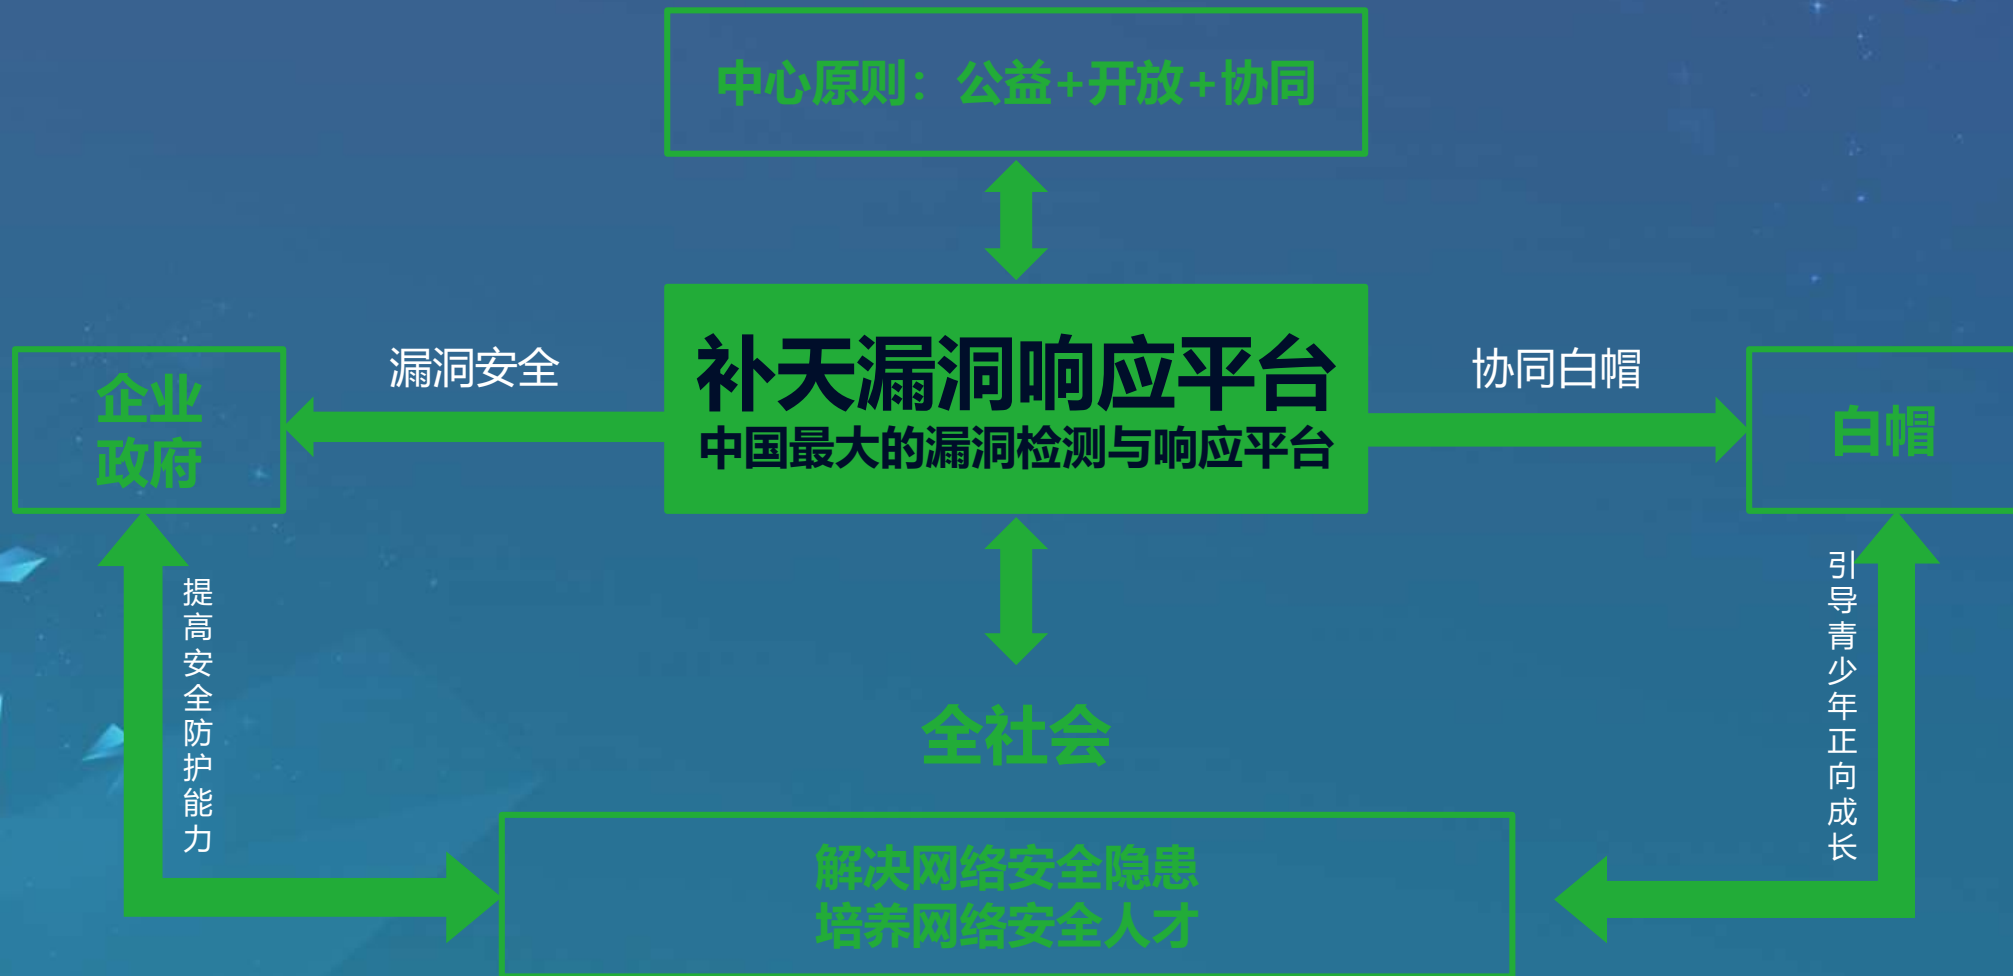 中心原则：公益+开放+协同
补天漏洞响应平台
中国最大的漏洞检测与响应平台
漏洞安全
协同白帽
企业
政府
白帽
提高安全防护能力
引导青少年正向成长
全社会
解决网络安全隐患
培养网络安全人才